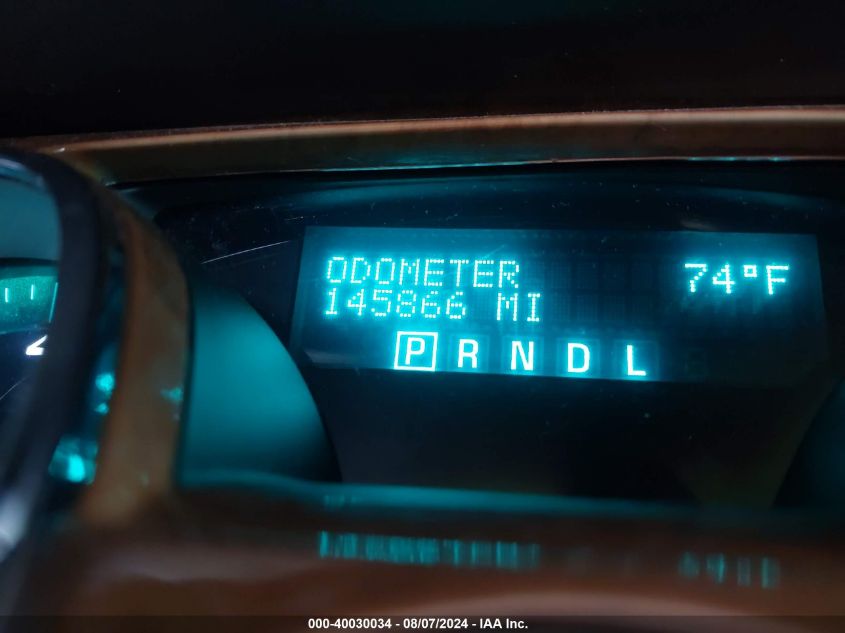 ODOMETER 74°F
145866 MI
P R N D L
000-40030034 - 08/07/2024 - IAA Inc.